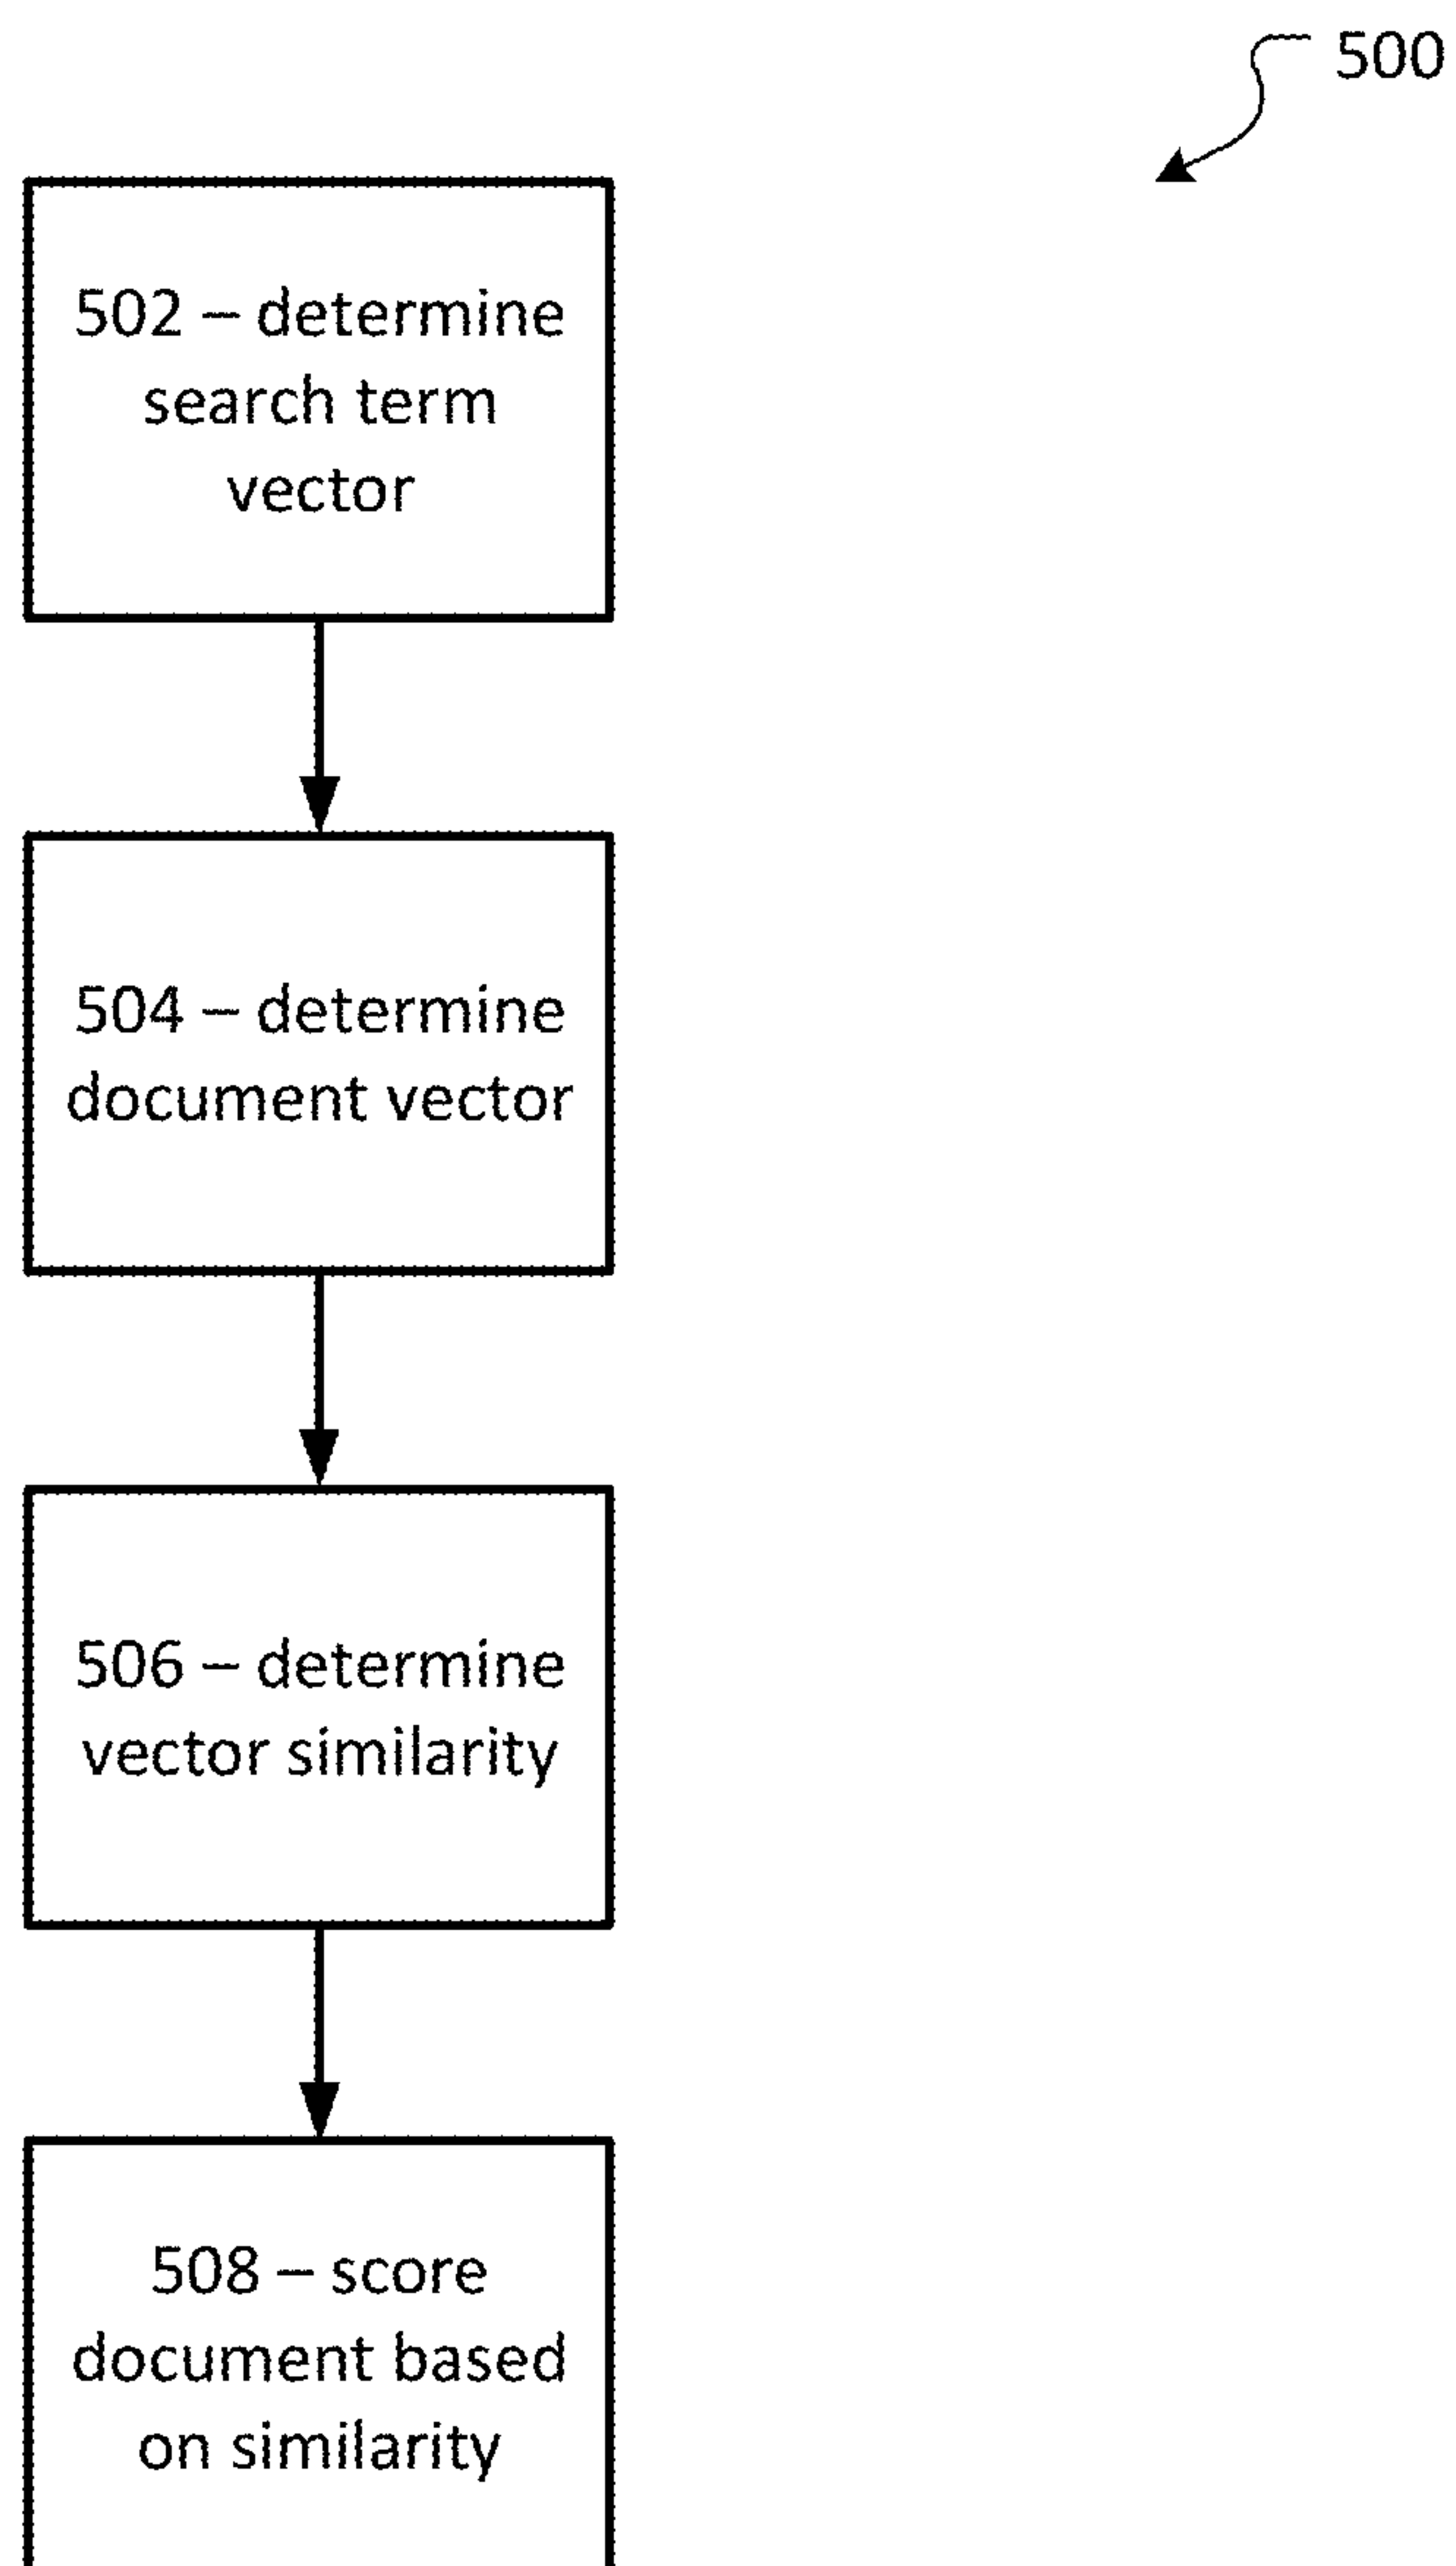 500
502 – determine
search term
vector
504 – determine
document vector
506 – determine
vector similarity
508 – score
document based
on similarity